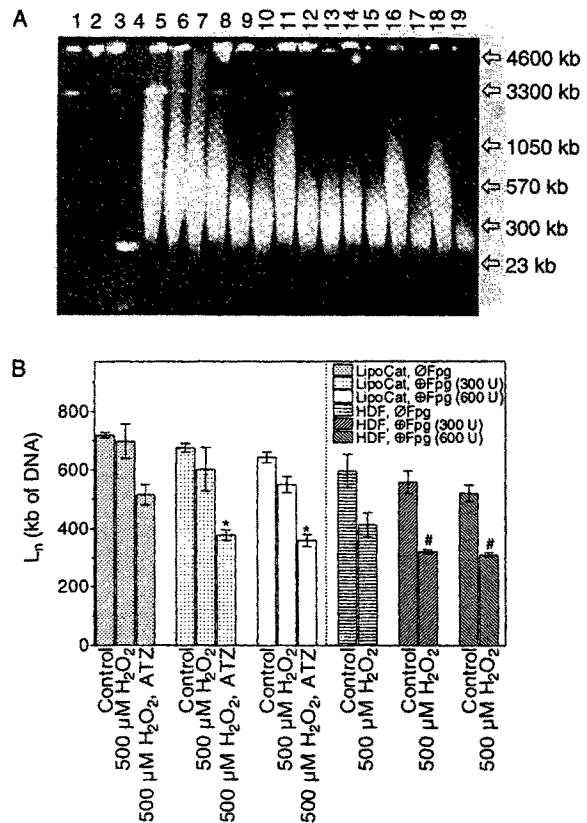 A
1 2 3 4 5 6 7 8 9 10 11 12 13 14 15 16 17 18 19
⇦ 4600 kb
⇦ 3300 kb
⇦ 1050 kb
⇦ 570 kb
⇦ 300 kb
⇦ 23 kb
B
LipoCat, ØFpg
LipoCat, ⊕Fpg (300 U)
LipoCat, ⊕Fpg (600 U)
HDF, ØFpg
HDF, ⊕Fpg (300 U)
HDF, ⊕Fpg (600 U)
Lₙ (kb of DNA)
800
600
400
200
0
*
*
#
#
Control
500 µM H₂O₂
500 µM H₂O₂, ATZ
Control
500 µM H₂O₂
500 µM H₂O₂, ATZ
Control
500 µM H₂O₂
500 µM H₂O₂, ATZ
Control
500 µM H₂O₂
Control
500 µM H₂O₂
Control
500 µM H₂O₂